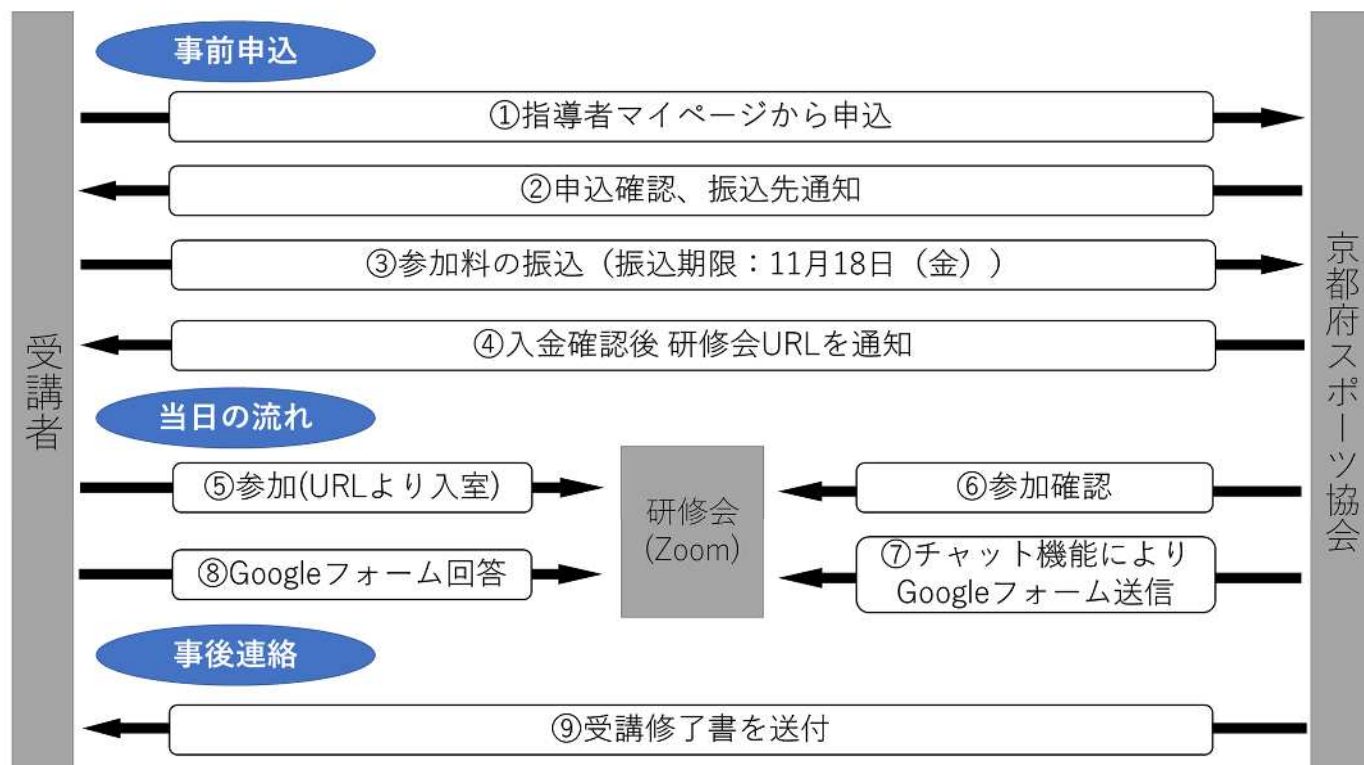 事前申込
①指導者マイページから申込
②申込確認、振込先通知
③参加料の振込（振込期限：11月18日（金））
④入金確認後 研修会URLを通知
受講者
京都府スポーツ協会
当日の流れ
⑤参加(URLより入室)
研修会
(Zoom)
⑥参加確認
⑧Googleフォーム回答
⑦チャット機能により
Googleフォーム送信
事後連絡
⑨受講修了書を送付